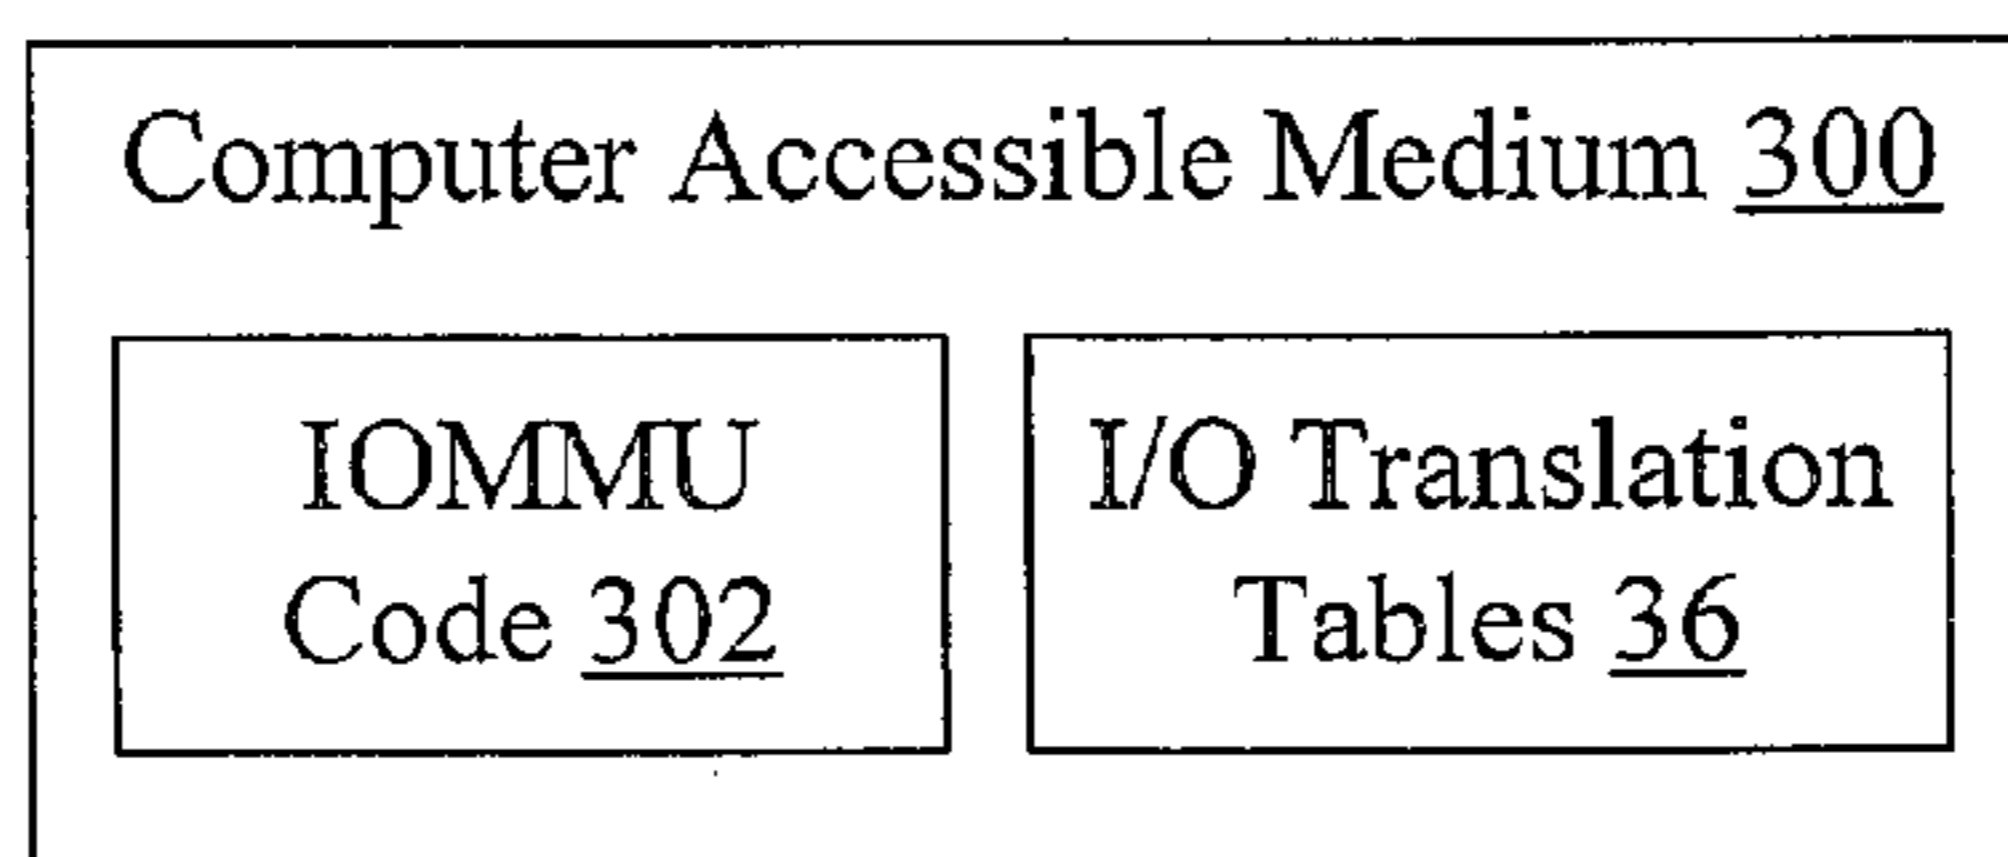 Computer Accessible Medium 300
IOMMU
Code 302
I/O Translation
Tables 36